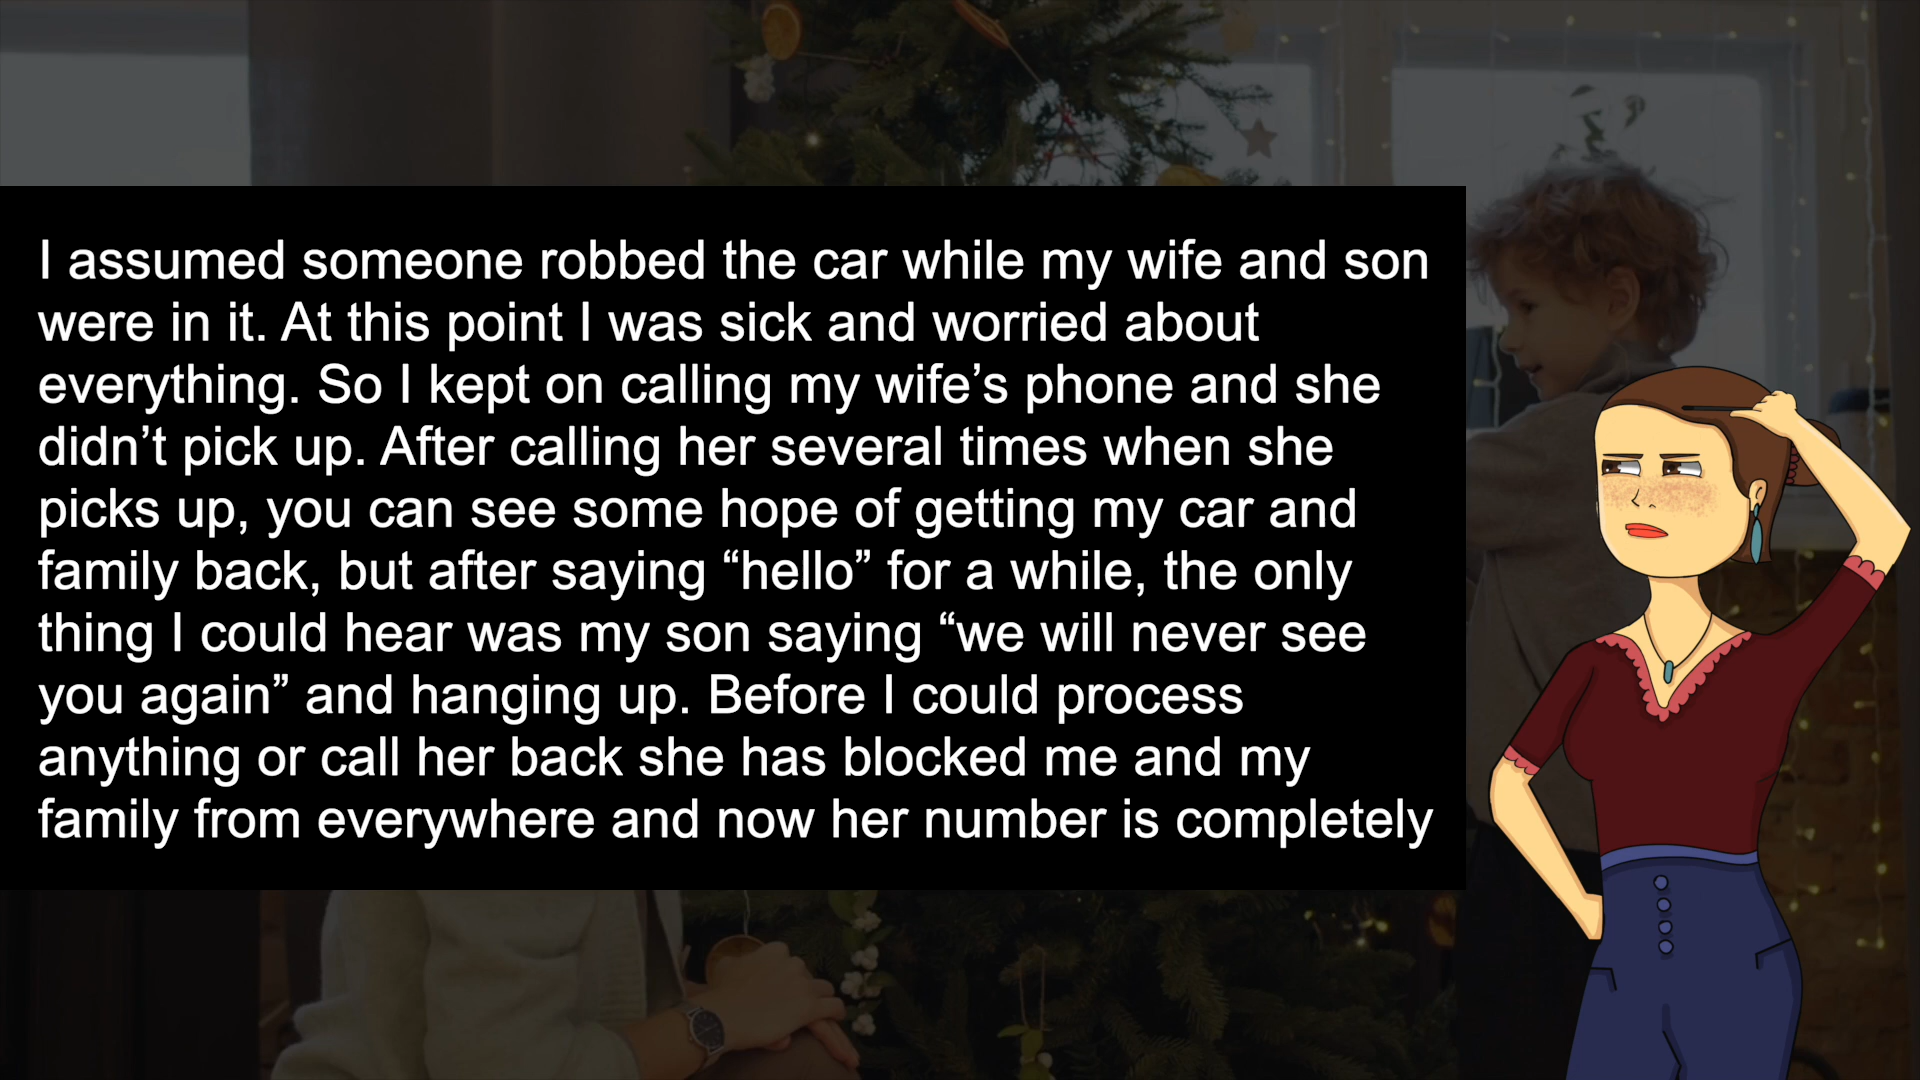 I assumed someone robbed the car while my wife and son
were in it. At this point I was sick and worried about
everything. So I kept on calling my wife’s phone and she
didn’t pick up. After calling her several times when she
picks up, you can see some hope of getting my car and
family back, but after saying “hello” for a while, the only
thing I could hear was my son saying “we will never see
you again” and hanging up. Before I could process
anything or call her back she has blocked me and my
family from everywhere and now her number is completely